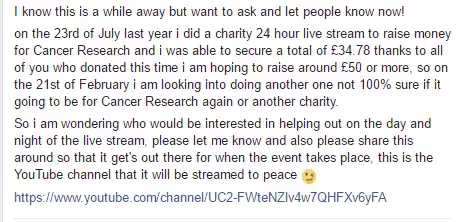 I know this is a while away but want to ask and let people know now!
on the 23rd of July last year i did a charity 24 hour live stream to raise money
for Cancer Research and i was able to secure a total of £34.78 thanks to all
of you who donated this time i am hoping to raise around £50 or more, so on
the 21st of February i am looking into doing another one not 100% sure if it
going to be for Cancer Research again or another charity.
So i am wondering who would be interested in helping out on the day and
night of the live stream, please let me know and also please share this
around so that it get's out there for when the event takes place, this is the
YouTube channel that it will be streamed to peace
https://www.youtube.com/channel/UC2-FWteNZIv4w7QHFXv6yFA